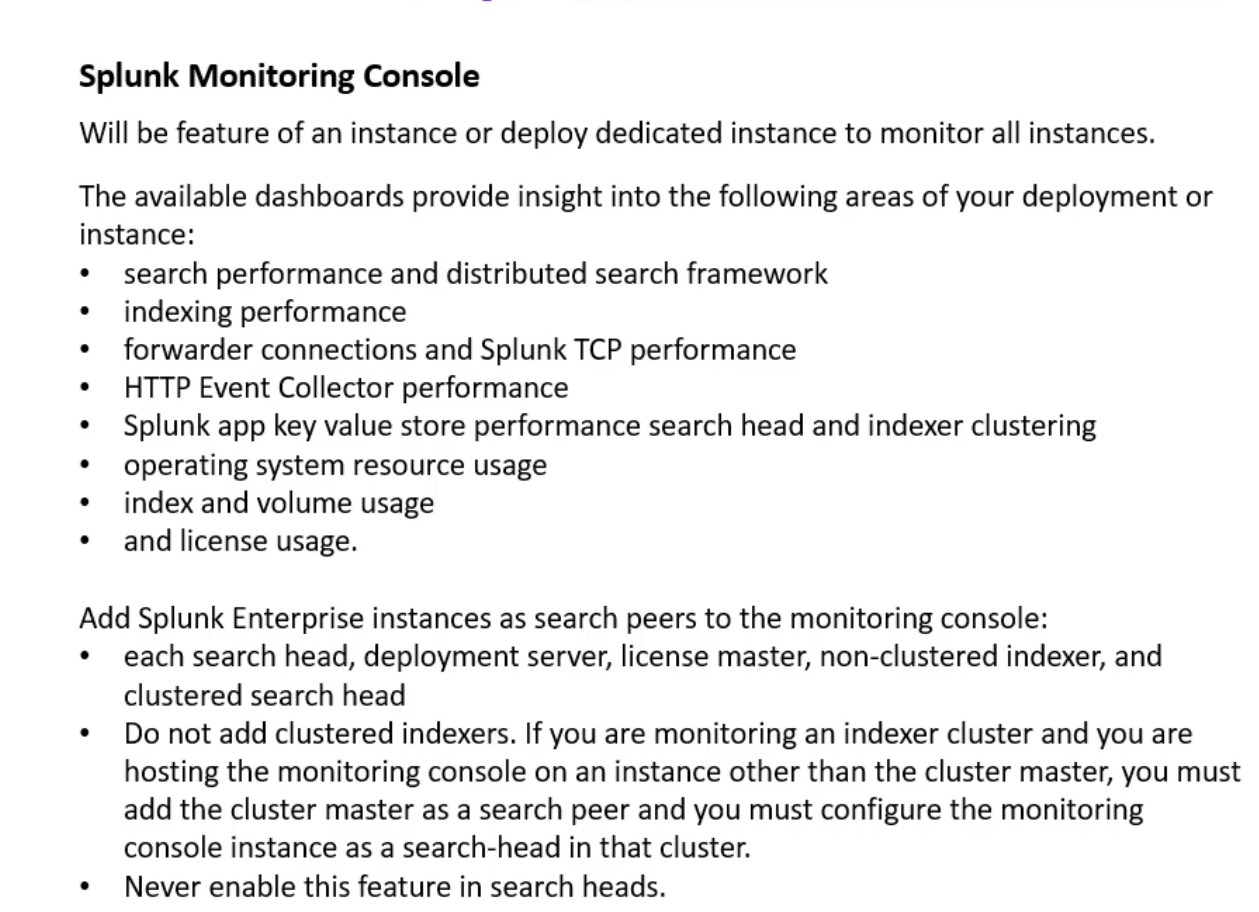 Splunk Monitoring Console
Will be feature of an instance or deploy dedicated instance to monitor all instances.
The available dashboards provide insight into the following areas of your deployment or
instance:
• search performance and distributed search framework
• indexing performance
• forwarder connections and Splunk TCP performance
• HTTP Event Collector performance
• Splunk app key value store performance search head and indexer clustering
• operating system resource usage
• index and volume usage
• and license usage.
Add Splunk Enterprise instances as search peers to the monitoring console:
• each search head, deployment server, license master, non-clustered indexer, and
clustered search head
• Do not add clustered indexers. If you are monitoring an indexer cluster and you are
hosting the monitoring console on an instance other than the cluster master, you must
add the cluster master as a search peer and you must configure the monitoring
console instance as a search-head in that cluster.
• Never enable this feature in search heads.